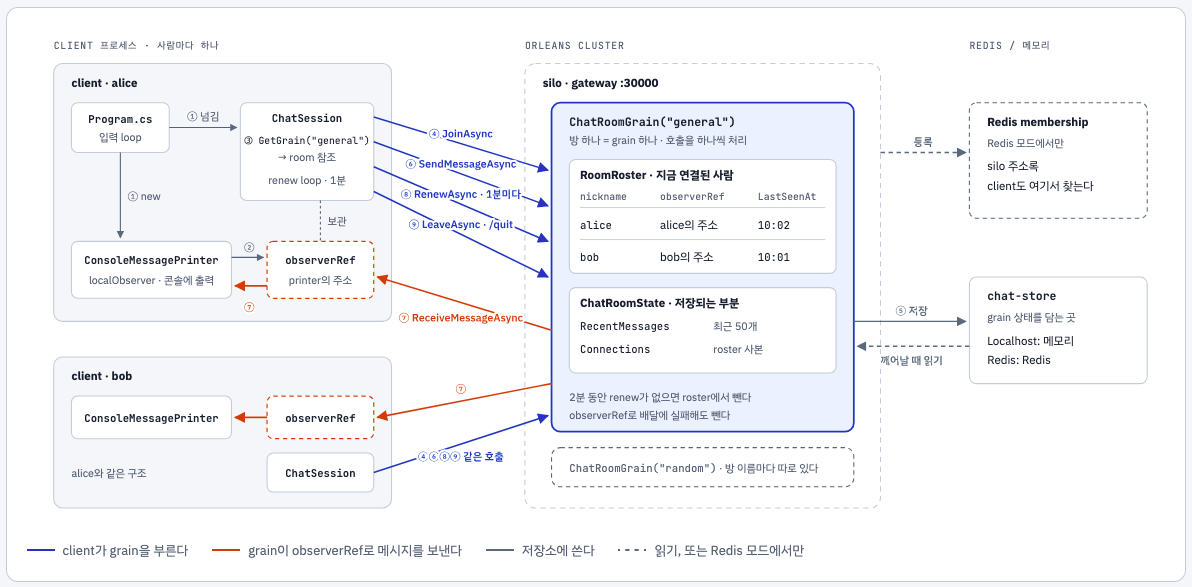 CLIENT 프로세스 · 사람마다 하나
client · alice
Program.cs
입력 loop
① 넘김
ChatSession
③ GetGrain("general")
→ room 참조
renew loop · 1분
① new
보관
ConsoleMessagePrinter
localObserver · 콘솔에 출력
②
observerRef
printer의 주소
⑦
④ JoinAsync
⑥ SendMessageAsync
⑧ RenewAsync · 1분마다
⑨ LeaveAsync · /quit
⑦ ReceiveMessageAsync
client · bob
ConsoleMessagePrinter
observerRef
⑦
alice와 같은 구조
ChatSession
④⑥⑧⑨ 같은 호출
ORLEANS CLUSTER
silo · gateway :30000
ChatRoomGrain("general")
방 하나 = grain 하나 · 호출을 하나씩 처리
RoomRoster · 지금 연결된 사람
nickname observerRef LastSeenAt
alice alice의 주소 10:02
bob bob의 주소 10:01
ChatRoomState · 저장되는 부분
RecentMessages 최근 50개
Connections roster 사본
2분 동안 renew가 없으면 roster에서 뺀다
observerRef로 배달에 실패해도 뺀다
ChatRoomGrain("random") · 방 이름마다 따로 있다
REDIS / 메모리
등록
Redis membership
Redis 모드에서만
silo 주소록
client도 여기서 찾는다
⑤ 저장
깨어날 때 읽기
chat-store
grain 상태를 담는 곳
Localhost: 메모리
Redis: Redis
client가 grain을 부른다
grain이 observerRef로 메시지를 보낸다
저장소에 쓴다
읽기, 또는 Redis 모드에서만